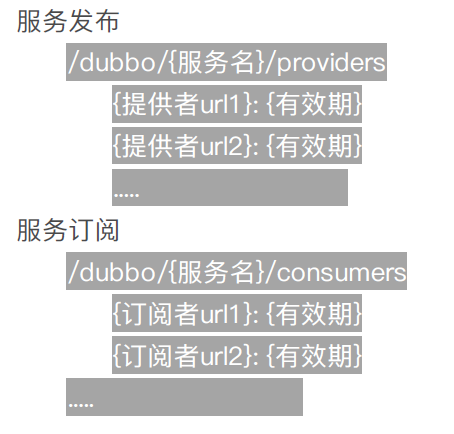 服务发布
/dubbo/{服务名}/providers
{提供者url1}: {有效期}
{提供者url2}: {有效期}
.....
服务订阅
/dubbo/{服务名}/consumers
{订阅者url1}: {有效期}
{订阅者url2}: {有效期}
.....